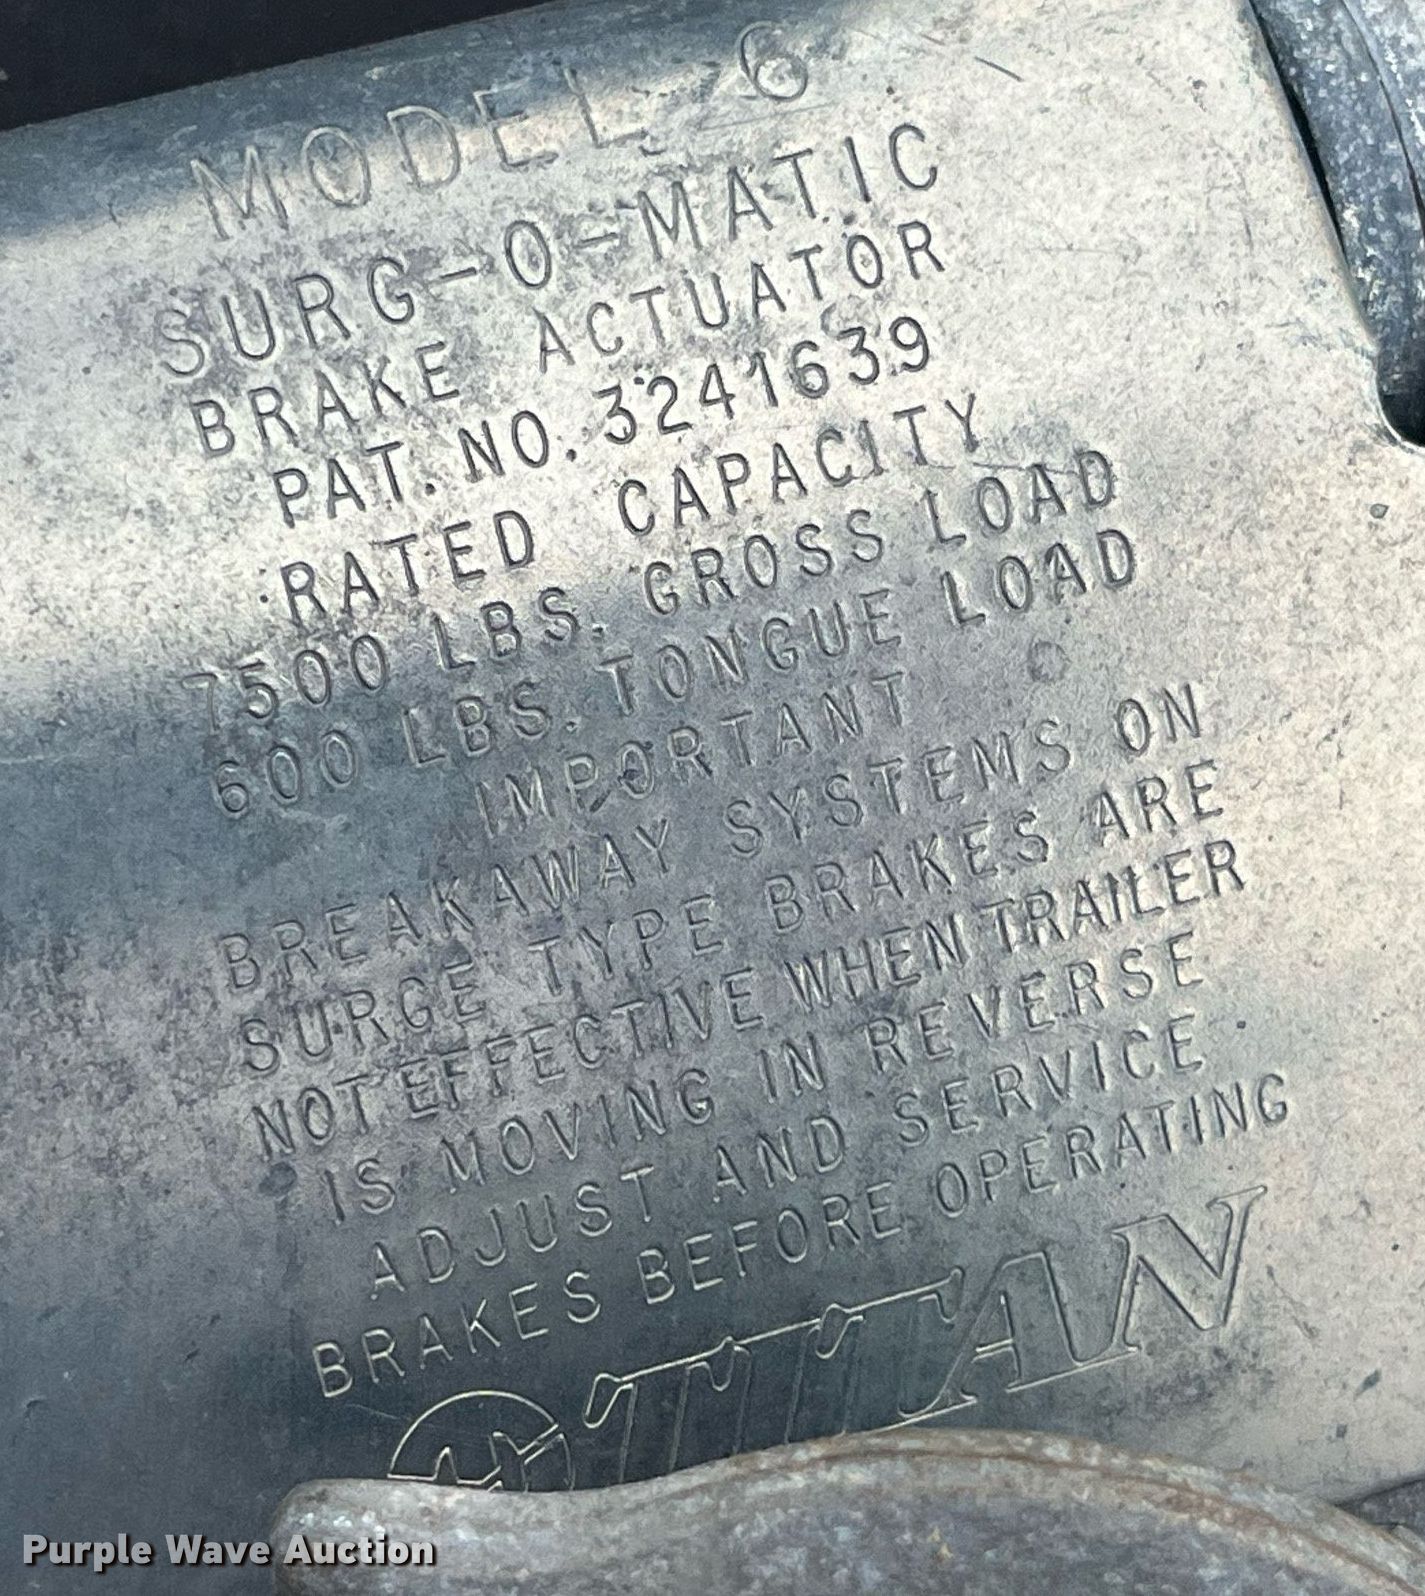 MODEL 6
SURG-O-MATIC
BRAKE ACTUATOR
PAT. NO. 3241639
RATED CAPACITY
7500 LBS. GROSS LOAD
600 LBS. TONGUE LOAD
IMPORTANT
BREAKAWAY SYSTEMS ON
SURGE TYPE BRAKES ARE
NOT EFFECTIVE WHEN TRAILER
IS MOVING IN REVERSE
ADJUST AND SERVICE
BRAKES BEFORE OPERATING
TITAN
Purple Wave Auction